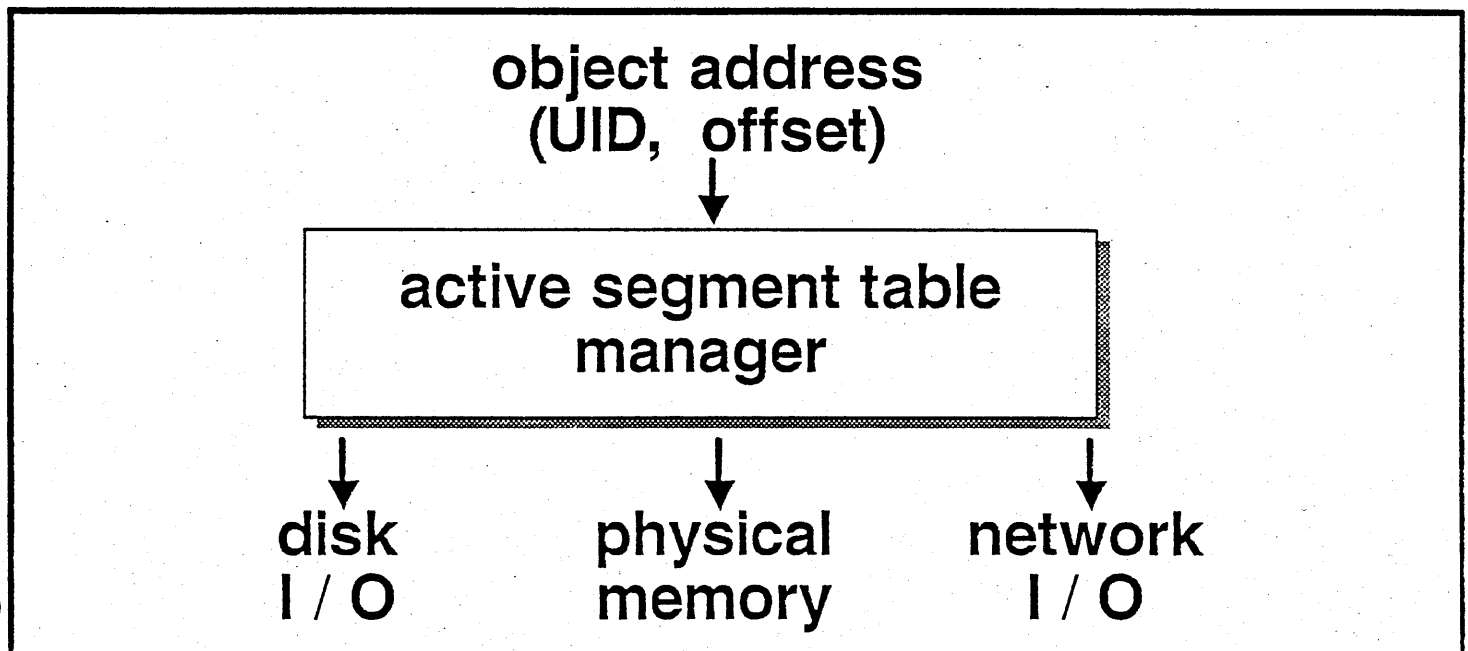 object address
(UID, offset)
active segment table
manager
disk
I / O
physical
memory
network
I / O